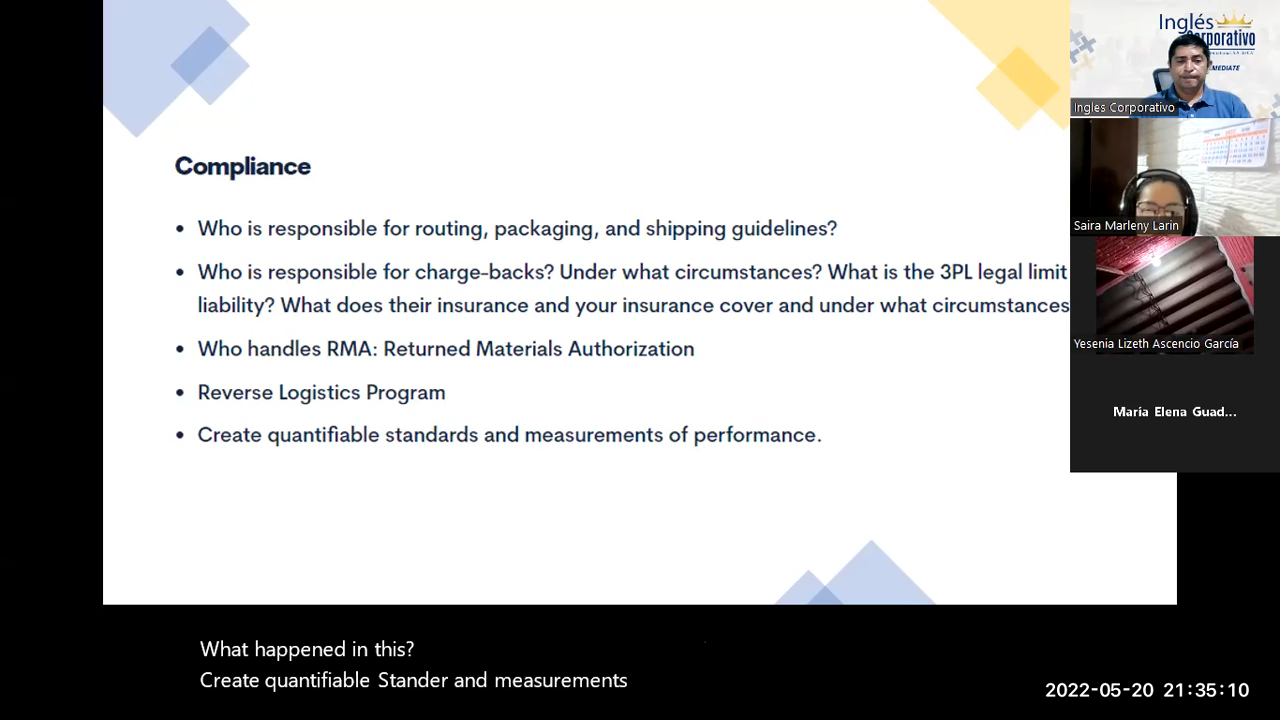 Compliance
• Who is responsible for routing, packaging, and shipping guidelines?
• Who is responsible for charge-backs? Under what circumstances? What is the 3PL legal limit
liability? What does their insurance and your insurance cover and under what circumstances
• Who handles RMA: Returned Materials Authorization
• Reverse Logistics Program
• Create quantifiable standards and measurements of performance.
Inglés
Corporativo
MEDIATE
Ingles Corporativo
Saira Marleny Larin
Yesenia Lizeth Ascencio García
María Elena Guad...
What happened in this?
Create quantifiable Stander and measurements
2022-05-20 21:35:10